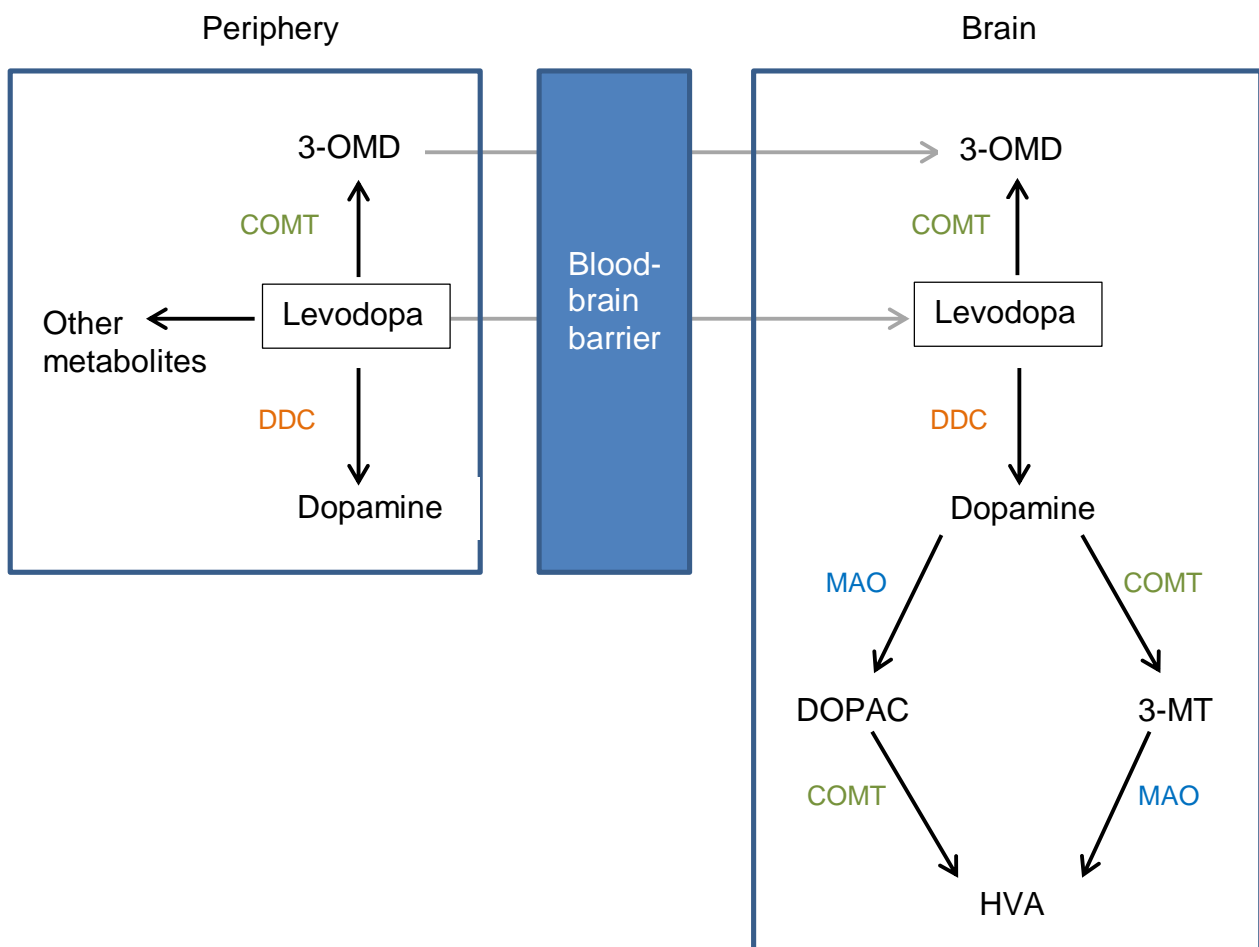 Periphery
Brain
3-OMD
3-OMD
COMT
COMT
Blood-
brain
barrier
Levodopa
Levodopa
Other
metabolites
DDC
DDC
Dopamine
Dopamine
MAO
COMT
DOPAC
3-MT
COMT
MAO
HVA